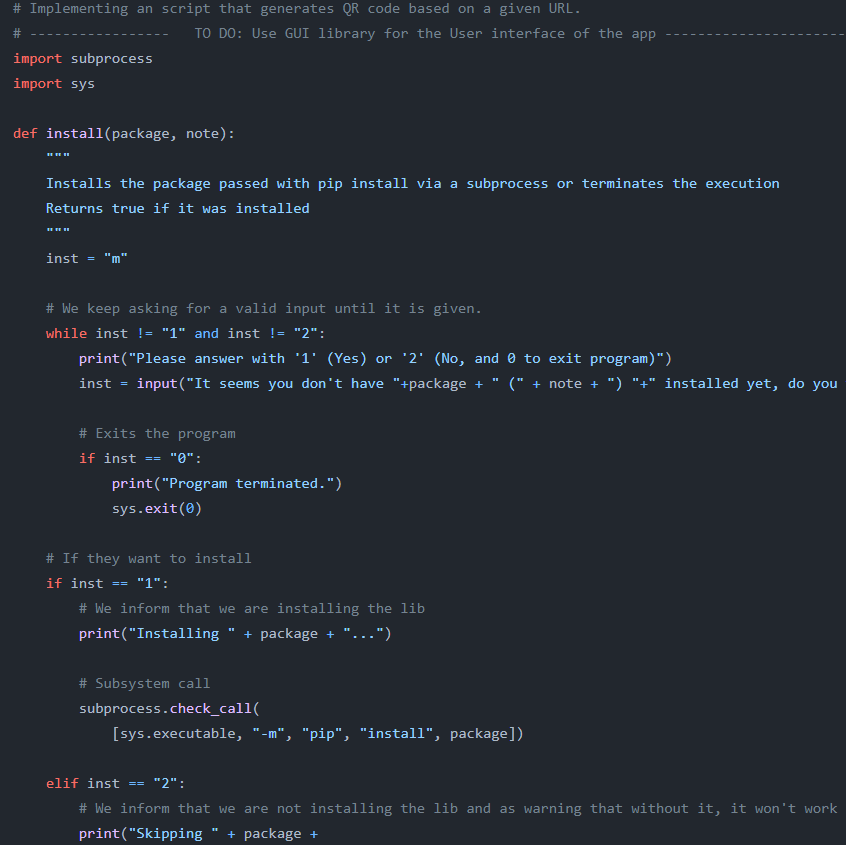 # Implementing an script that generates QR code based on a given URL.
# -----------------   TO DO: Use GUI library for the User interface of the app ----------------------
import subprocess
import sys
def install(package, note):
    """
    Installs the package passed with pip install via a subprocess or terminates the execution
    Returns true if it was installed
    """
    inst = "m"
    # We keep asking for a valid input until it is given.
    while inst != "1" and inst != "2":
        print("Please answer with '1' (Yes) or '2' (No, and 0 to exit program)")
        inst = input("It seems you don't have "+package + " (" + note + ") "+" installed yet, do you
        # Exits the program
        if inst == "0":
            print("Program terminated.")
            sys.exit(0)
    # If they want to install
    if inst == "1":
        # We inform that we are installing the lib
        print("Installing " + package + "...")
        # Subsystem call
        subprocess.check_call(
            [sys.executable, "-m", "pip", "install", package])
    elif inst == "2":
        # We inform that we are not installing the lib and as warning that without it, it won't work
        print("Skipping " + package +